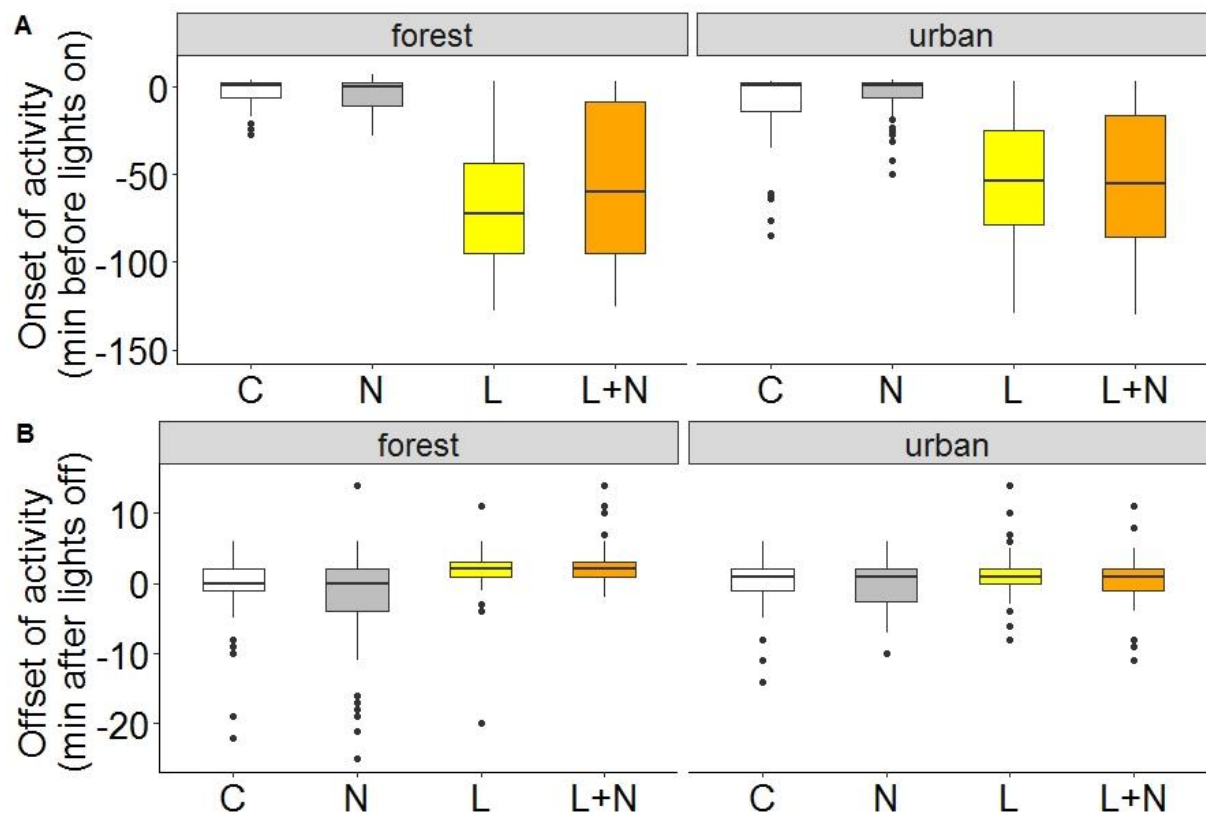 A
forest
urban
Onset of activity
(min before lights on)
0
-50
-100
-150
C N L L+N
C N L L+N
B
forest
urban
Offset of activity
(min after lights off)
10
0
-10
-20
C N L L+N
C N L L+N